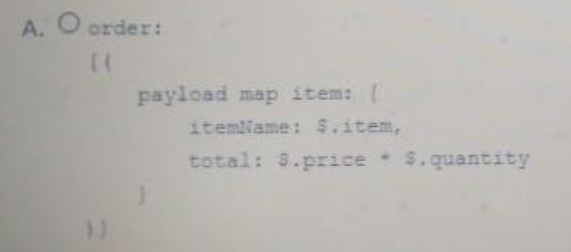 A. order:
[{
payload map item: {
itemName: $.item,
total: $.price * $.quantity
}
}]